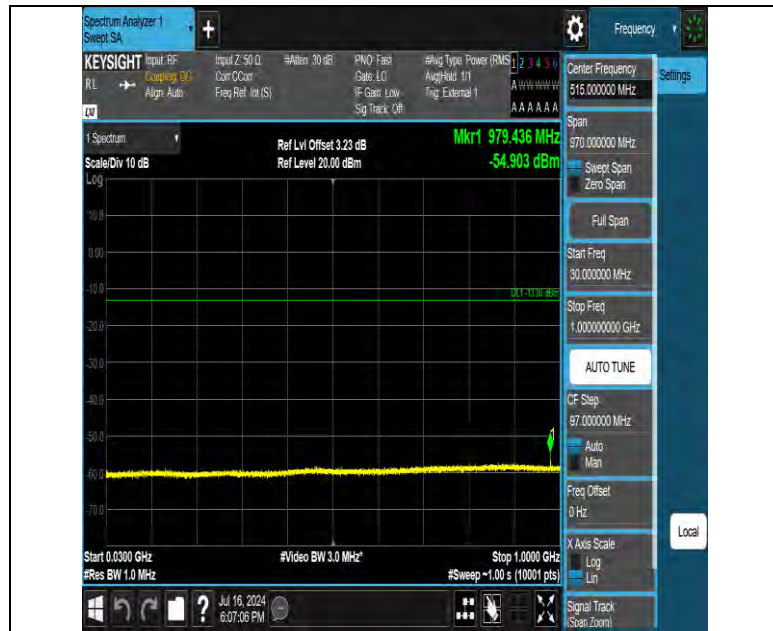 Spectrum Analyzer 1
Swept SA
+
Frequency
KEYSIGHT Input: RF Input Z: 50 Ω #Atten: 30 dB PNO: Fast #Avg Type: Power (RMS 1 2 3 4 5 6
RL Coupling: DC Corr CCorr Gate: LO Avg|Hold: 1/1 A W W W W W
Align: Auto Freq Ref: Int (S) IF Gain: Low Trig: External 1
LXI Sig Track: Off A A A A A A
1 Spectrum
Ref Lvl Offset 3.23 dB Mkr1 979.436 MHz
Scale/Div 10 dB Ref Level 20.00 dBm -54.903 dBm
Log
10.0
0.00
-10.0
DL1 -13.00 dBm
-20.0
-30.0
-40.0
-50.0
-60.0
-70.0
Start 0.0300 GHz #Video BW 3.0 MHz* Stop 1.0000 GHz
#Res BW 1.0 MHz #Sweep ~1.00 s (10001 pts)
Jul 16, 2024
6:07:06 PM
Center Frequency
515.000000 MHz
Settings
Span
970.000000 MHz
Swept Span
Zero Span
Full Span
Start Freq
30.000000 MHz
Stop Freq
1.000000000 GHz
AUTO TUNE
CF Step
97.000000 MHz
Auto
Man
Freq Offset
0 Hz
X Axis Scale
Log
Lin
Local
Signal Track
(Span Zoom)